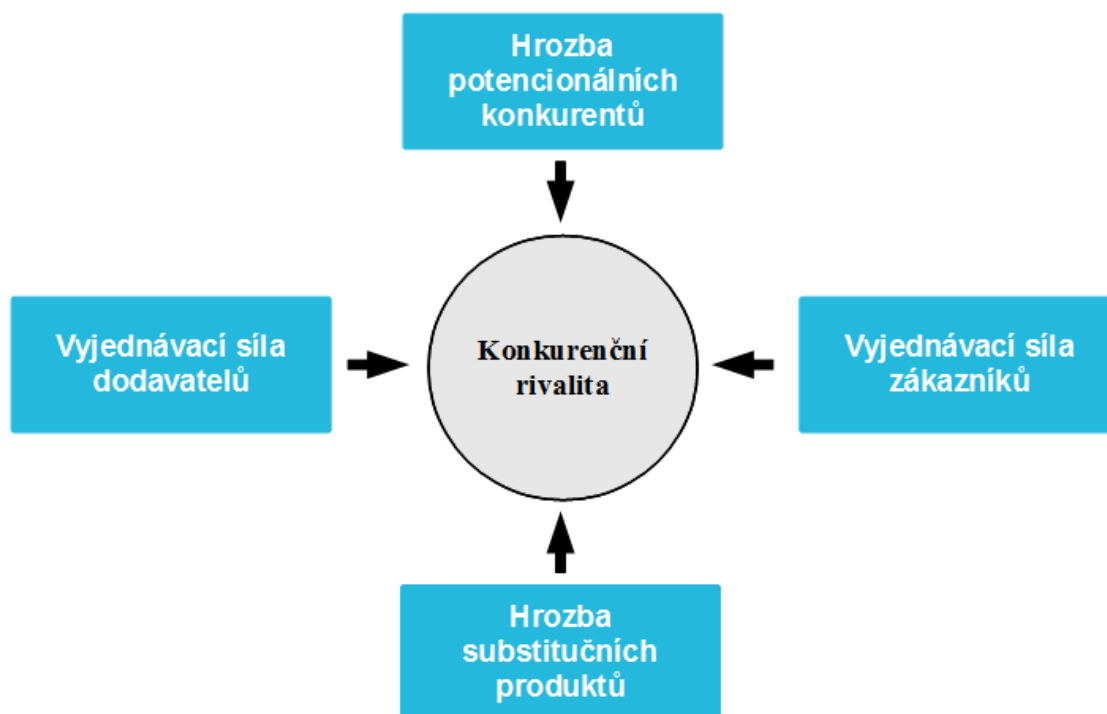 Hrozba
potencionálních
konkurentů
Vyjednávací síla
dodavatelů
Konkurenční
rivalita
Vyjednávací síla
zákazníků
Hrozba
substitučních
produktů